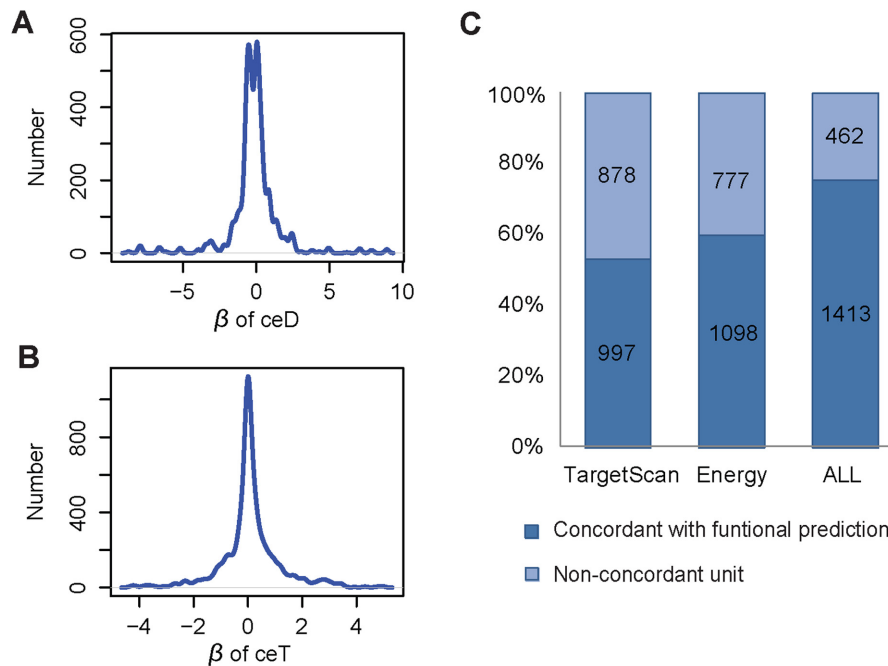 A
600
400
200
0
Number
−5
0
5
10
β of ceD
B
800
400
0
Number
−4
−2
0
2
4
β of ceT
C
100%
80%
60%
40%
20%
0%
878
777
462
997
1098
1413
TargetScan
Energy
ALL
Concordant with funtional prediction
Non-concordant unit